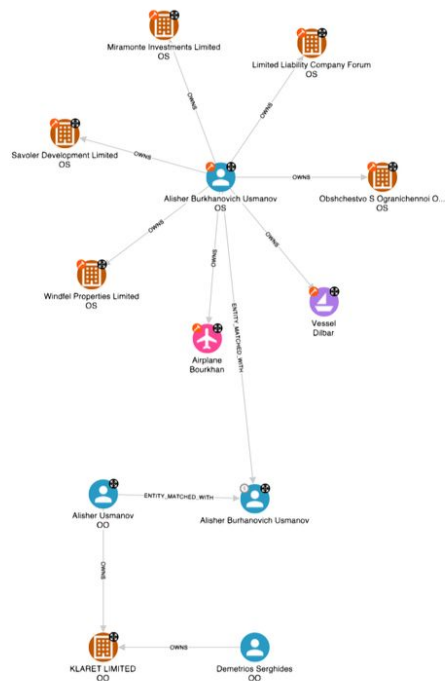 Miramonte Investments Limited
OS
Limited Liability Company Forum
OS
OWNS
OWNS
Savoler Development Limited
OS
OWNS
Alisher Burkhanovich Usmanov
OS
OWNS
Obshchestvo S Ogranichennoi O...
OS
OWNS
OWNS
OWNS
Windfel Properties Limited
OS
Airplane
Bourkhan
Vessel
Dilbar
ENTITY_MATCHED_WITH
Alisher Usmanov
OO
ENTITY_MATCHED_WITH
Alisher Burhanovich Usmanov
OWNS
KLARET LIMITED
OO
OWNS
Demetrios Serghides
OO